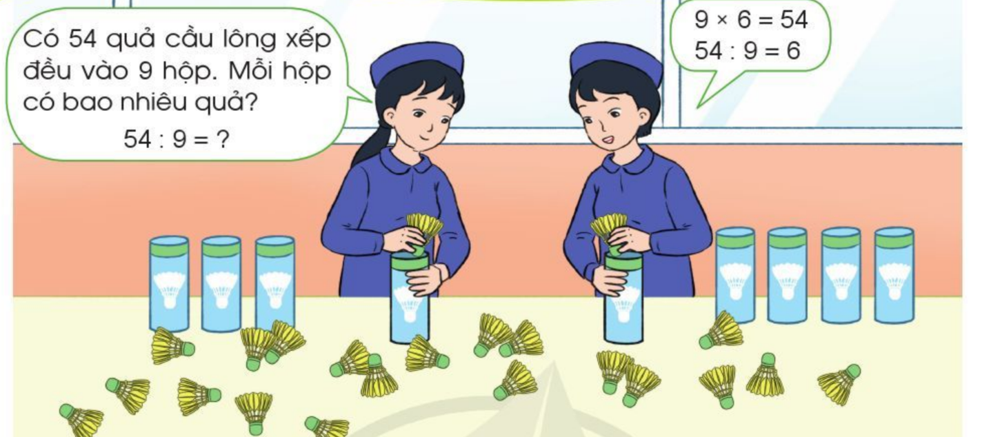 Có 54 quả cầu lông xếp
đều vào 9 hộp. Mỗi hộp
có bao nhiêu quả?
54 : 9 = ?
9 × 6 = 54
54 : 9 = 6